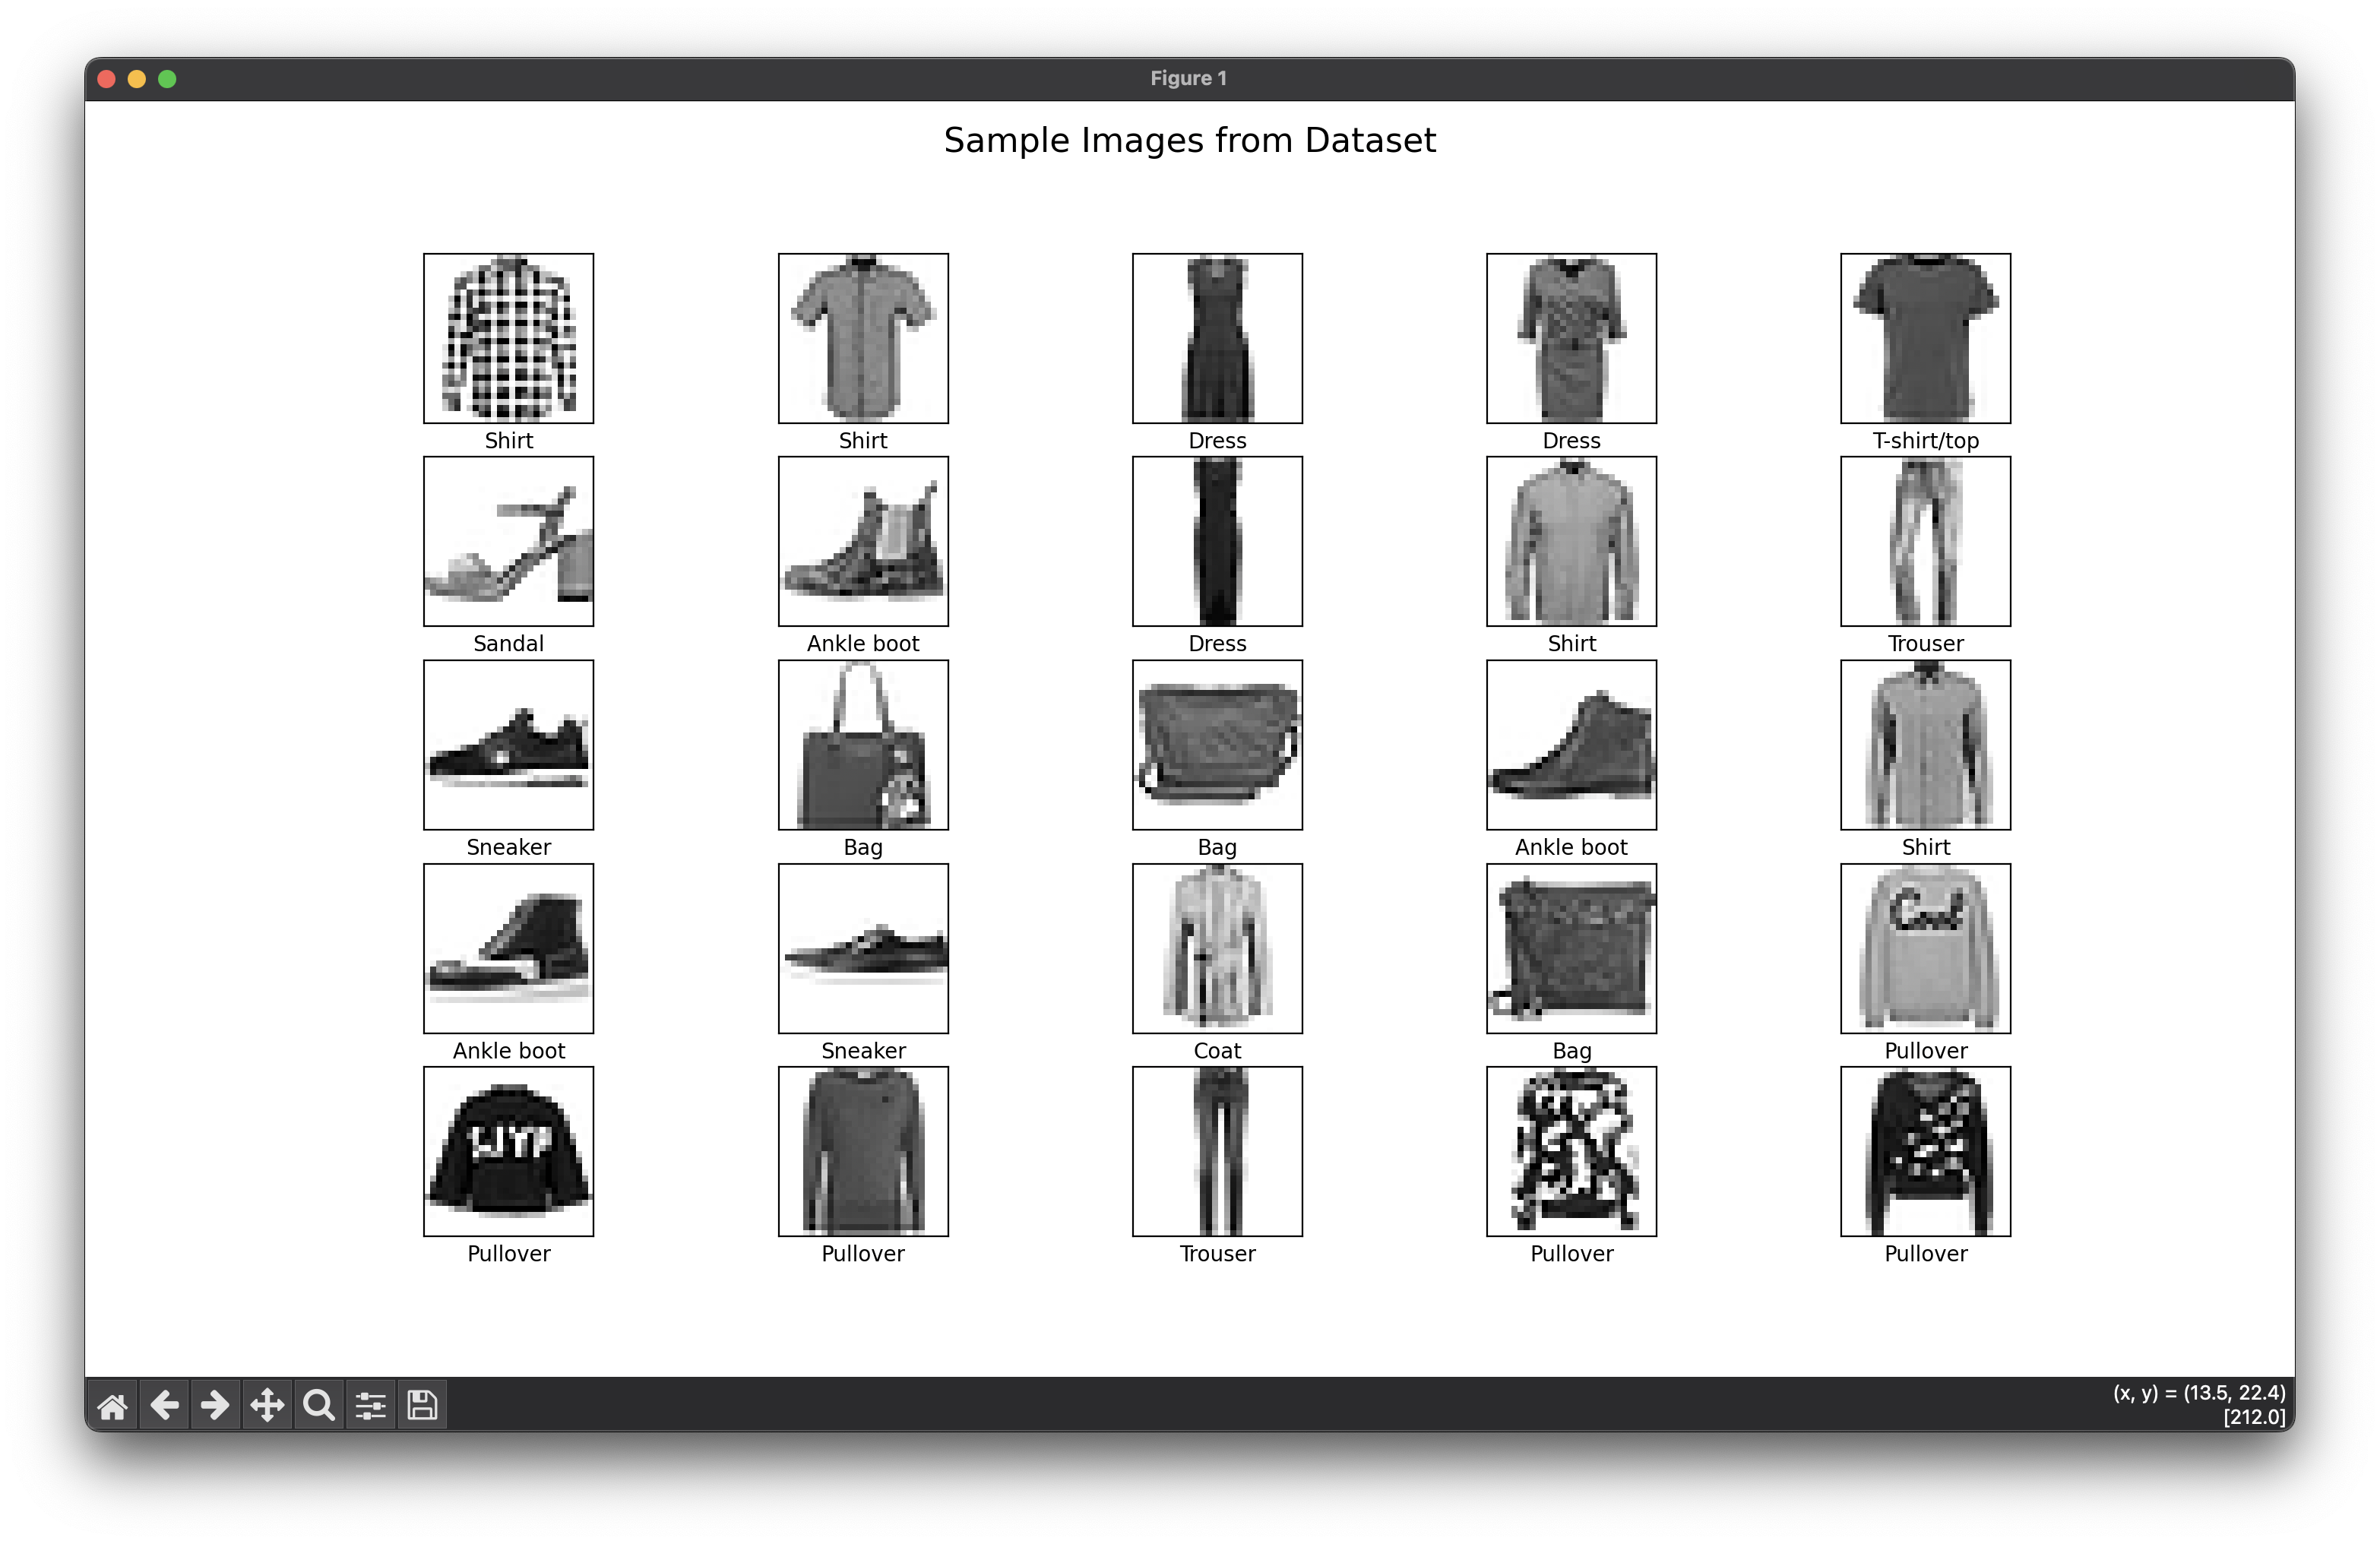 Figure 1
Sample Images from Dataset
Shirt
Shirt
Dress
Dress
T-shirt/top
Sandal
Ankle boot
Dress
Shirt
Trouser
Sneaker
Bag
Bag
Ankle boot
Shirt
Cool
Ankle boot
Sneaker
Coat
Bag
Pullover
Pullover
Pullover
Trouser
Pullover
Pullover
(x, y) = (13.5, 22.4)
[212.0]